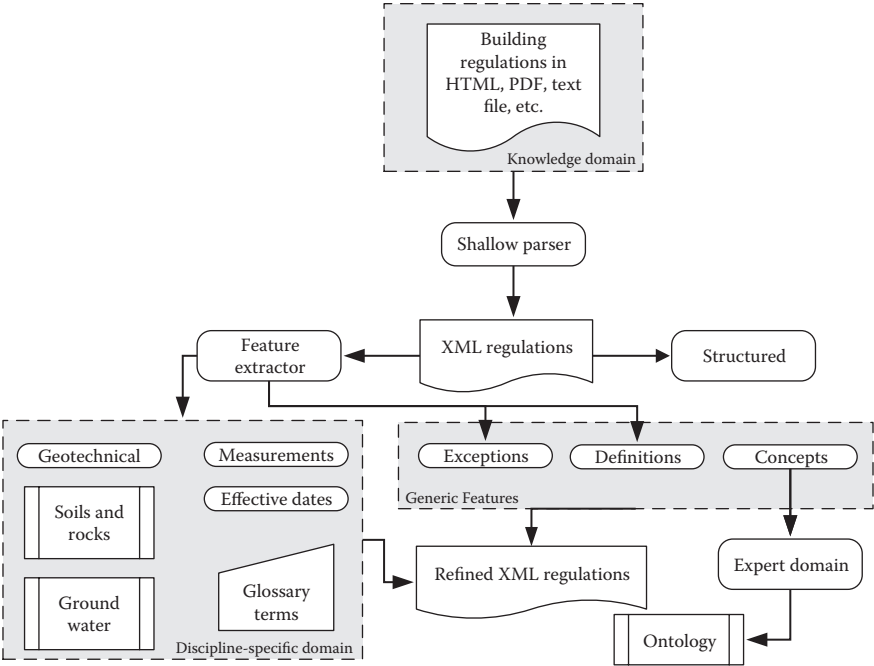 Building
regulations in
HTML, PDF, text
file, etc.
Knowledge domain
Shallow parser
Feature
extractor
XML regulations
Structured
Geotechnical
Measurements
Exceptions
Definitions
Concepts
Soils and
rocks
Effective dates
Generic Features
Ground
water
Glossary
terms
Discipline-specific domain
Refined XML regulations
Expert domain
Ontology